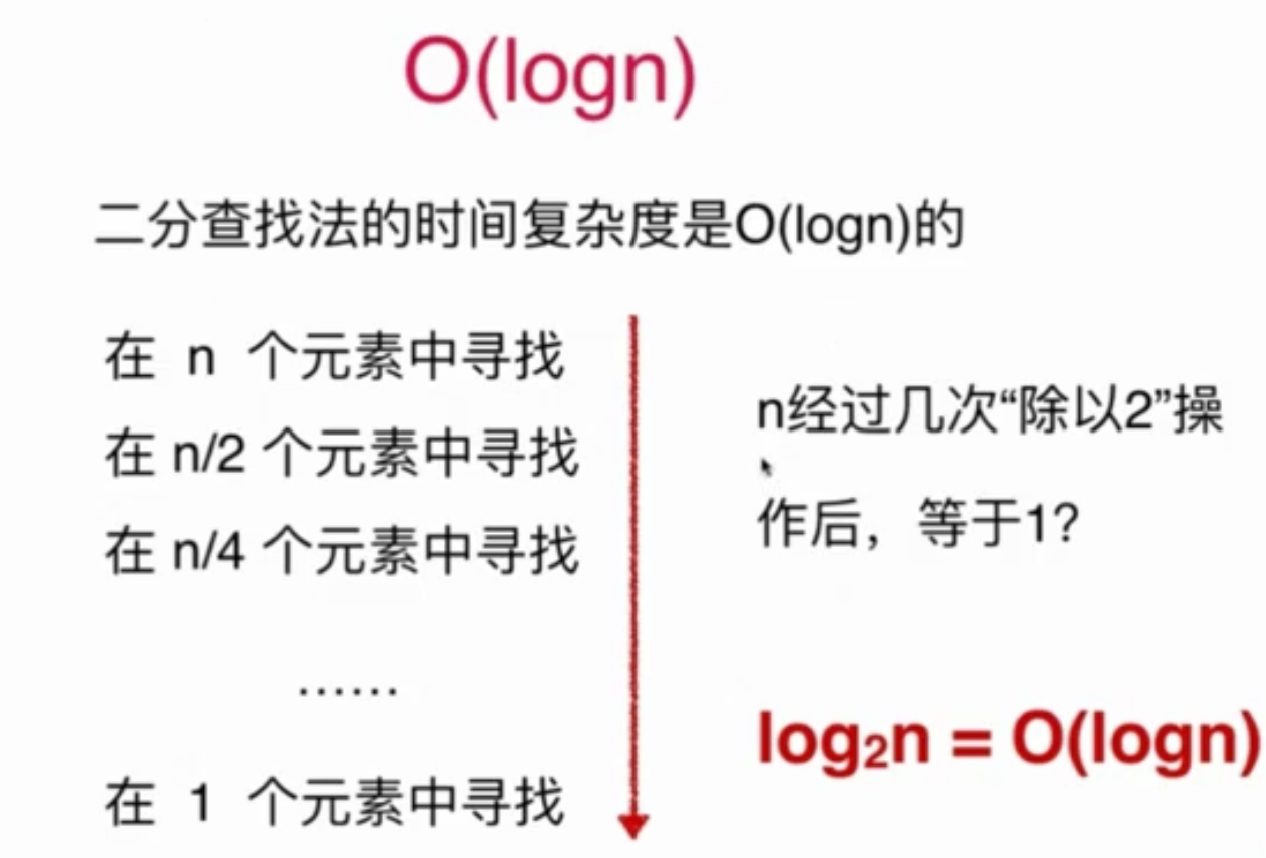 O(logn)
二分查找法的时间复杂度是O(logn)的
在 n 个元素中寻找
在 n/2 个元素中寻找
在 n/4 个元素中寻找
……
在 1 个元素中寻找
n经过几次“除以2”操
作后，等于1?
log₂n = O(logn)